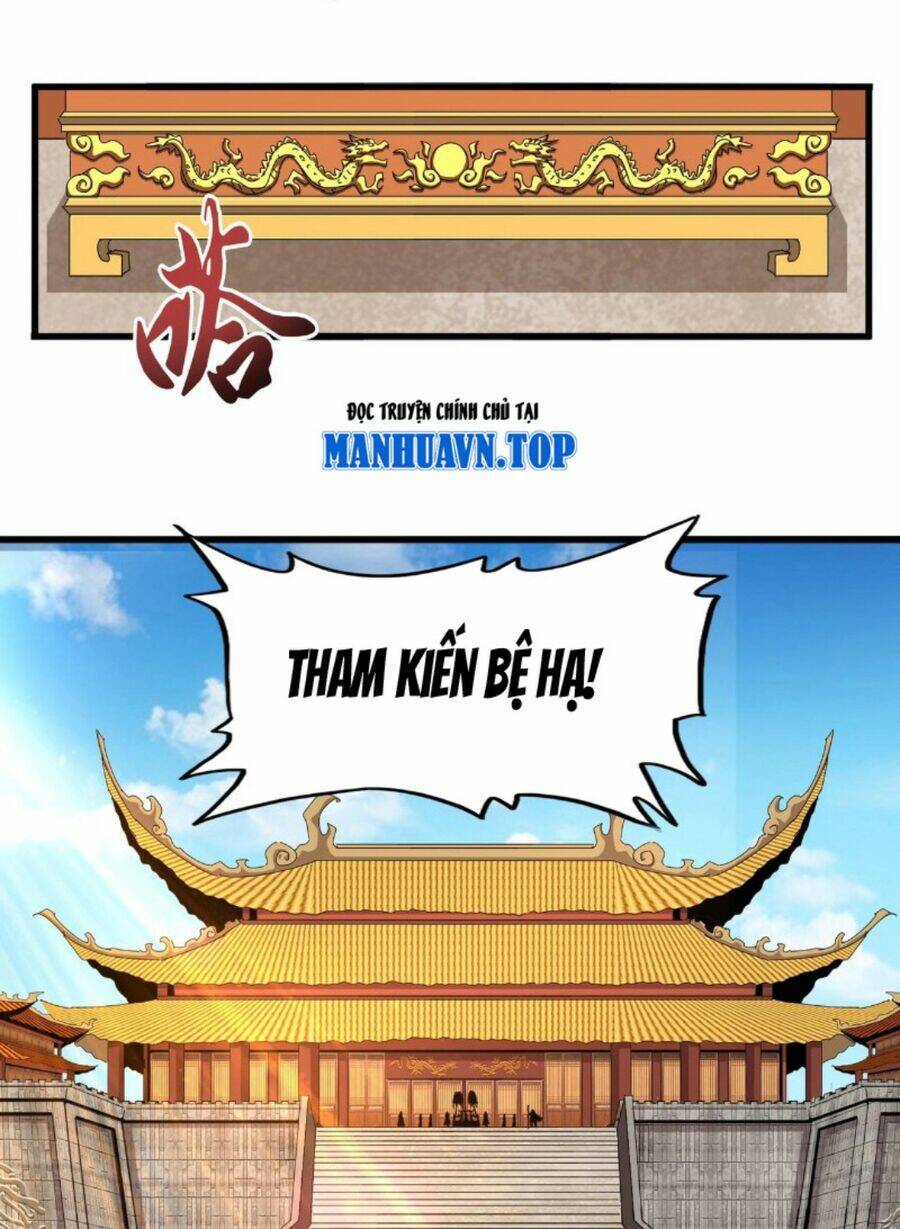 嗒
ĐỌC TRUYỆN CHÍNH CHỦ TẠI
MANHUAVN.TOP
THAM KIẾN BỆ HẠ!